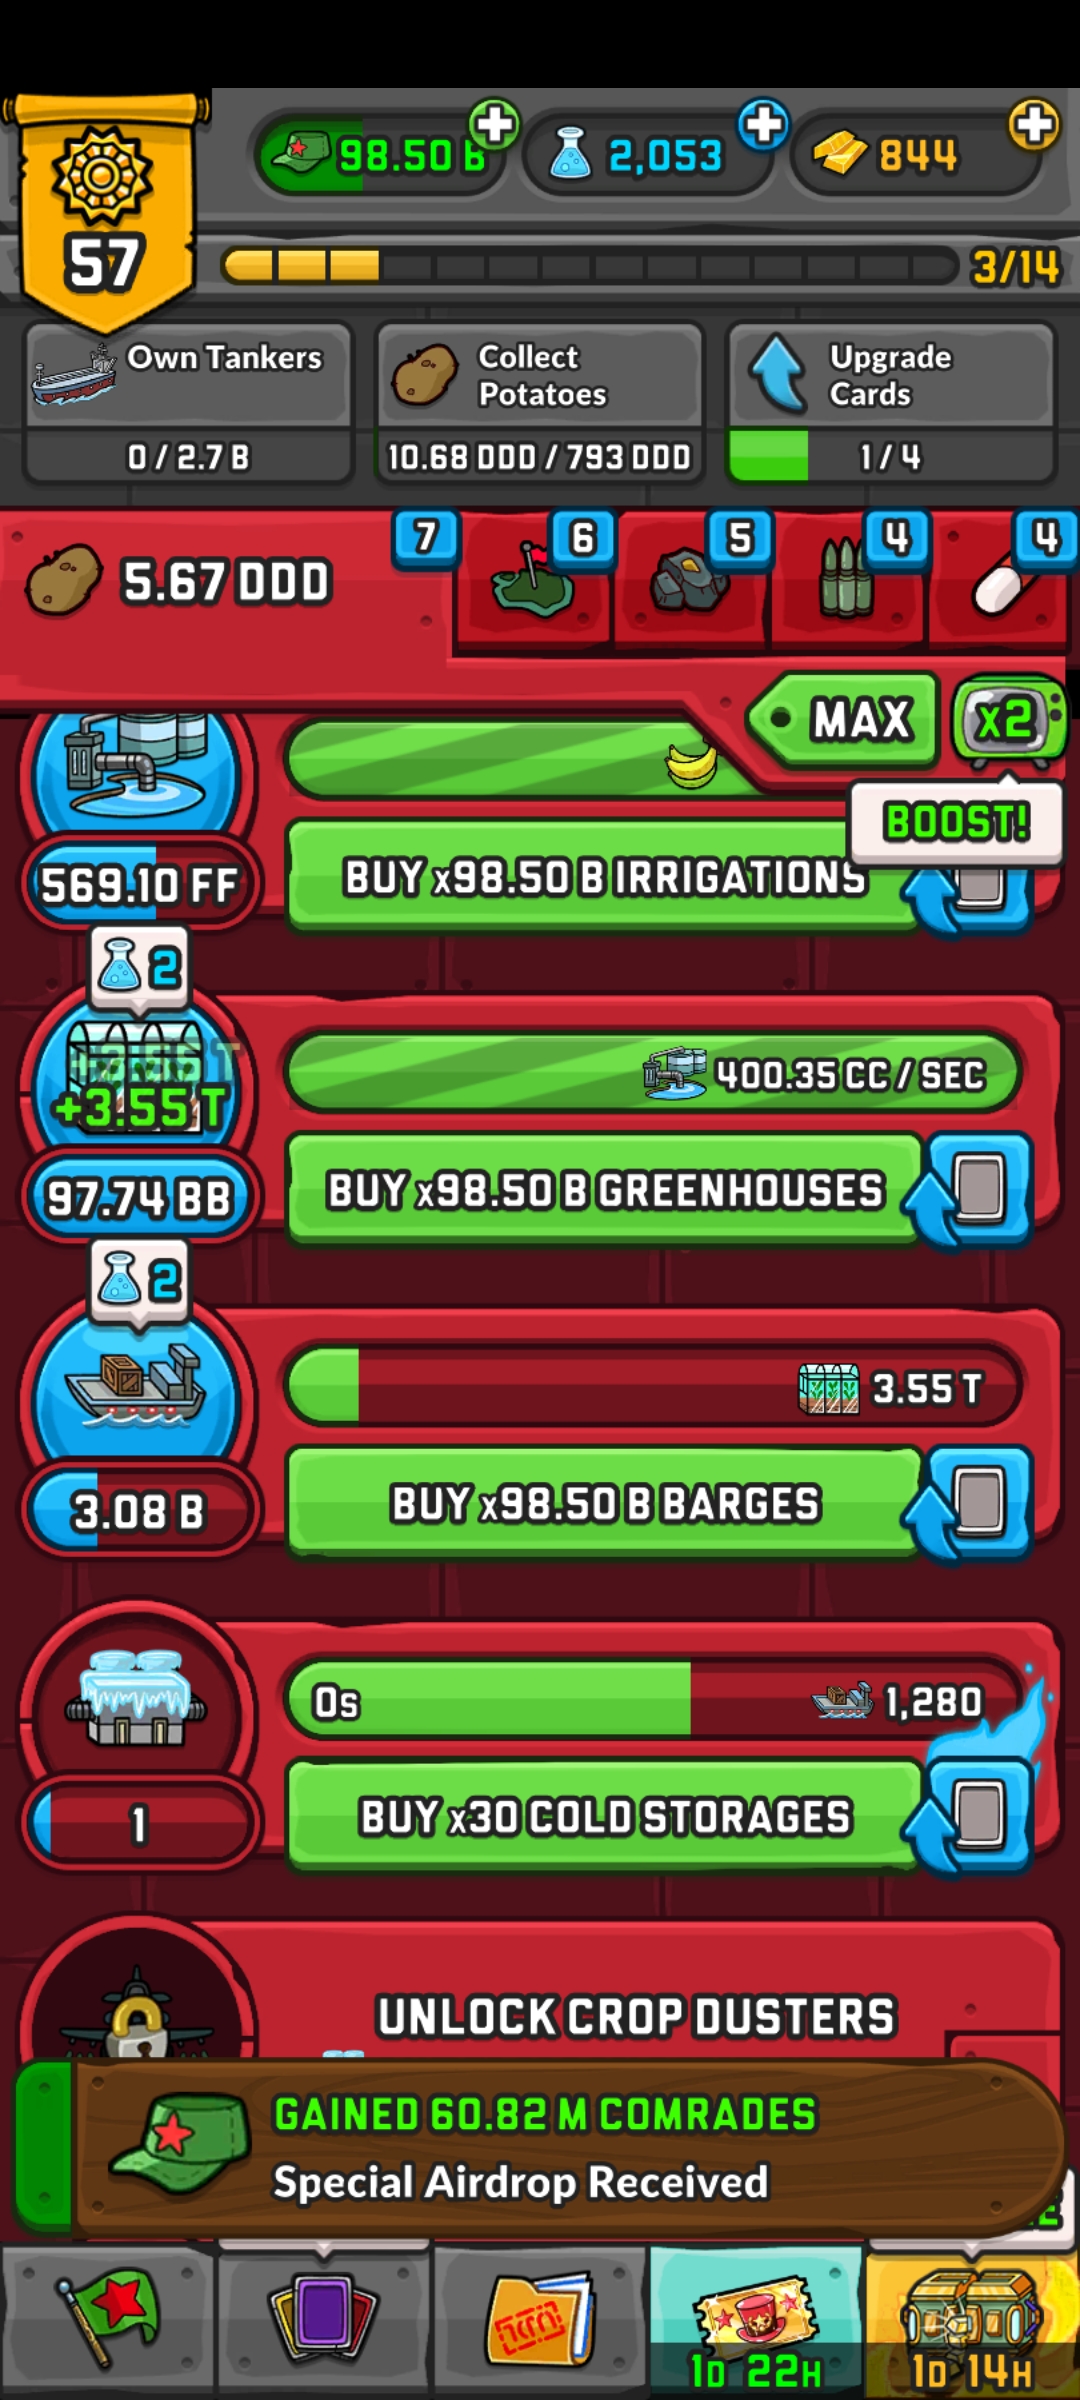 98.50 B
2,053
844
57
3/14
Own Tankers
0 / 2.7 B
Collect
Potatoes
10.68 DDD / 793 DDD
Upgrade
Cards
1 / 4
5.67 DDD
7
6
5
4
4
MAX
x2
BOOST!
569.10 FF
BUY x98.50 B IRRIGATIONS
2
+3.55 T
97.74 BB
400.35 CC / SEC
BUY x98.50 B GREENHOUSES
2
3.08 B
3.55 T
BUY x98.50 B BARGES
0s
1,280
1
BUY x30 COLD STORAGES
UNLOCK CROP DUSTERS
GAINED 60.82 M COMRADES
Special Airdrop Received
1D 22H
1D 14H